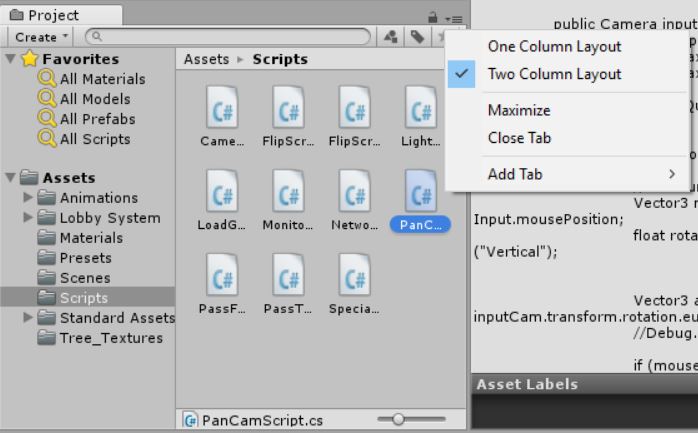 Project
Create
Favorites
All Materials
All Models
All Prefabs
All Scripts
Assets
Animations
Lobby System
Materials
Presets
Scenes
Scripts
Standard Assets
Tree_Textures
Assets Scripts
Came... FlipScr... FlipScr... Light...
LoadG... Monito... Netwo... PanC...
PassF... PassT... Specia...
PanCamScript.cs
One Column Layout
Two Column Layout
Maximize
Close Tab
Add Tab
public Camera input
Vector3 r
Input.mousePosition;
float rota
("Vertical");
Vector3 a
inputCam.transform.rotation.eu
//Debug.
if (mouse
Asset Labels